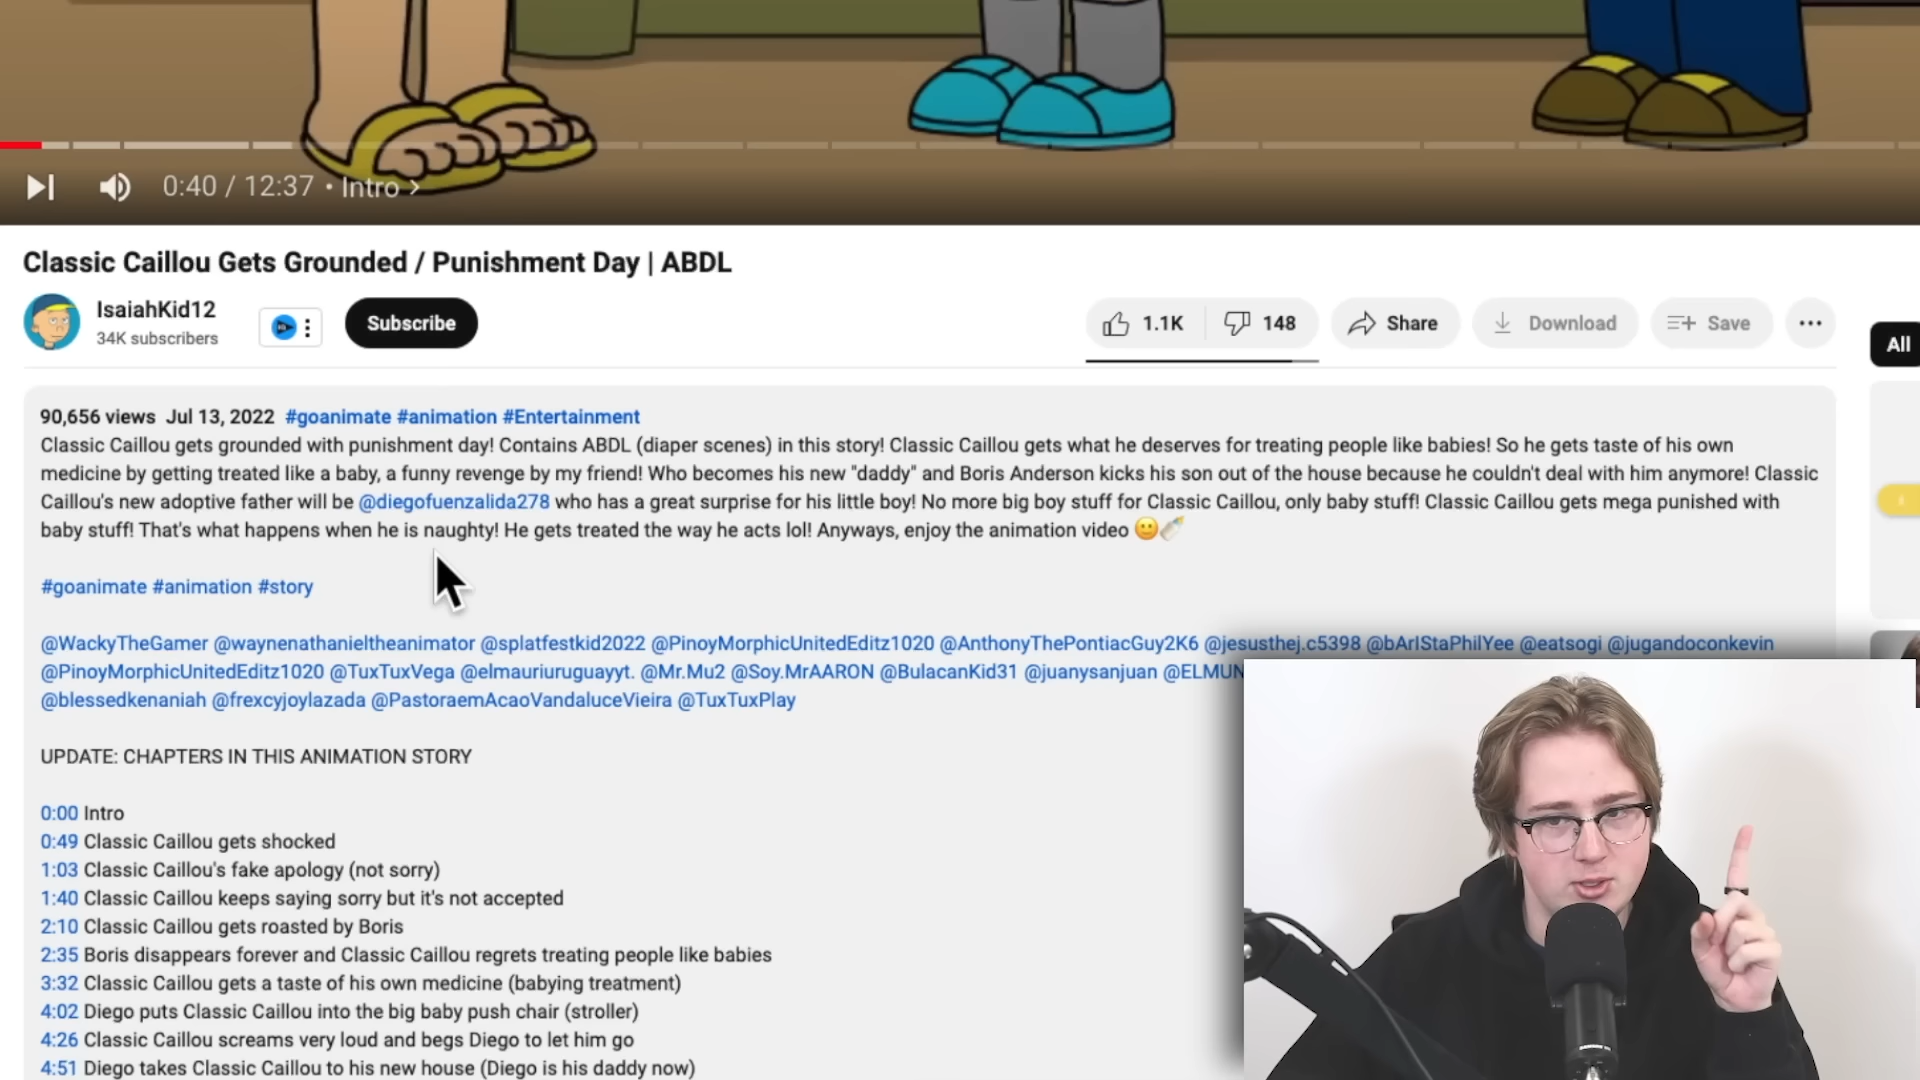 0:40 / 12:37 • Intro >
Classic Caillou Gets Grounded / Punishment Day | ABDL
IsaiahKid12
34K subscribers
Subscribe
1.1K
148
Share
Download
Save
All
90,656 views Jul 13, 2022 #goanimate #animation #Entertainment
Classic Caillou gets grounded with punishment day! Contains ABDL (diaper scenes) in this story! Classic Caillou gets what he deserves for treating people like babies! So he gets taste of his own
medicine by getting treated like a baby, a funny revenge by my friend! Who becomes his new "daddy" and Boris Anderson kicks his son out of the house because he couldn't deal with him anymore! Classic
Caillou's new adoptive father will be @diegofuenzalida278 who has a great surprise for his little boy! No more big boy stuff for Classic Caillou, only baby stuff! Classic Caillou gets mega punished with
baby stuff! That's what happens when he is naughty! He gets treated the way he acts lol! Anyways, enjoy the animation video 🙂🍼
#goanimate #animation #story
@WackyTheGamer @waynenathanieltheanimator @splatfestkid2022 @PinoyMorphicUnitedEditz1020 @AnthonyThePontiacGuy2K6 @jesusthej.c5398 @bArIStaPhilYee @eatsogi @jugandoconkevin
@PinoyMorphicUnitedEditz1020 @TuxTuxVega @elmauriuruguayyt. @Mr.Mu2 @Soy.MrAARON @BulacanKid31 @juanysanjuan @ELMUN
@blessedkenaniah @frexcyjoylazada @PastoraemAcaoVandaluceVieira @TuxTuxPlay
UPDATE: CHAPTERS IN THIS ANIMATION STORY
0:00 Intro
0:49 Classic Caillou gets shocked
1:03 Classic Caillou's fake apology (not sorry)
1:40 Classic Caillou keeps saying sorry but it's not accepted
2:10 Classic Caillou gets roasted by Boris
2:35 Boris disappears forever and Classic Caillou regrets treating people like babies
3:32 Classic Caillou gets a taste of his own medicine (babying treatment)
4:02 Diego puts Classic Caillou into the big baby push chair (stroller)
4:26 Classic Caillou screams very loud and begs Diego to let him go
4:51 Diego takes Classic Caillou to his new house (Diego is his daddy now)